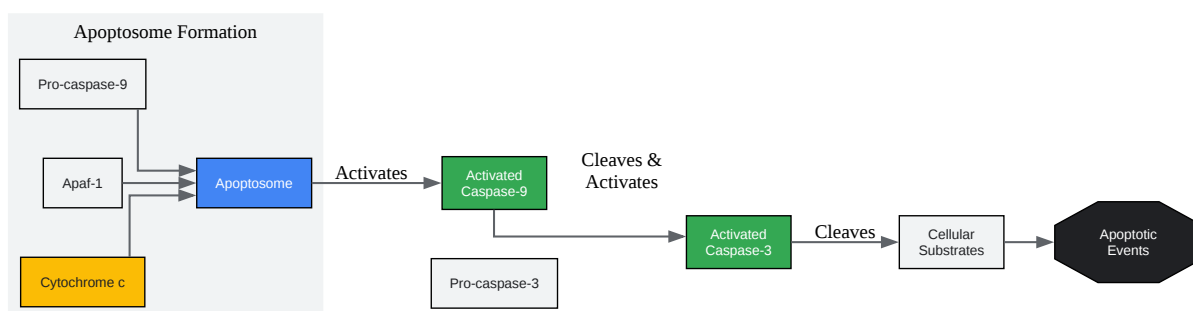 Apoptosome Formation
Pro-caspase-9
Apaf-1
Cytochrome c
Apoptosome
Activates
Activated
Caspase-9
Cleaves &
Activates
Pro-caspase-3
Activated
Caspase-3
Cleaves
Cellular
Substrates
Apoptotic
Events